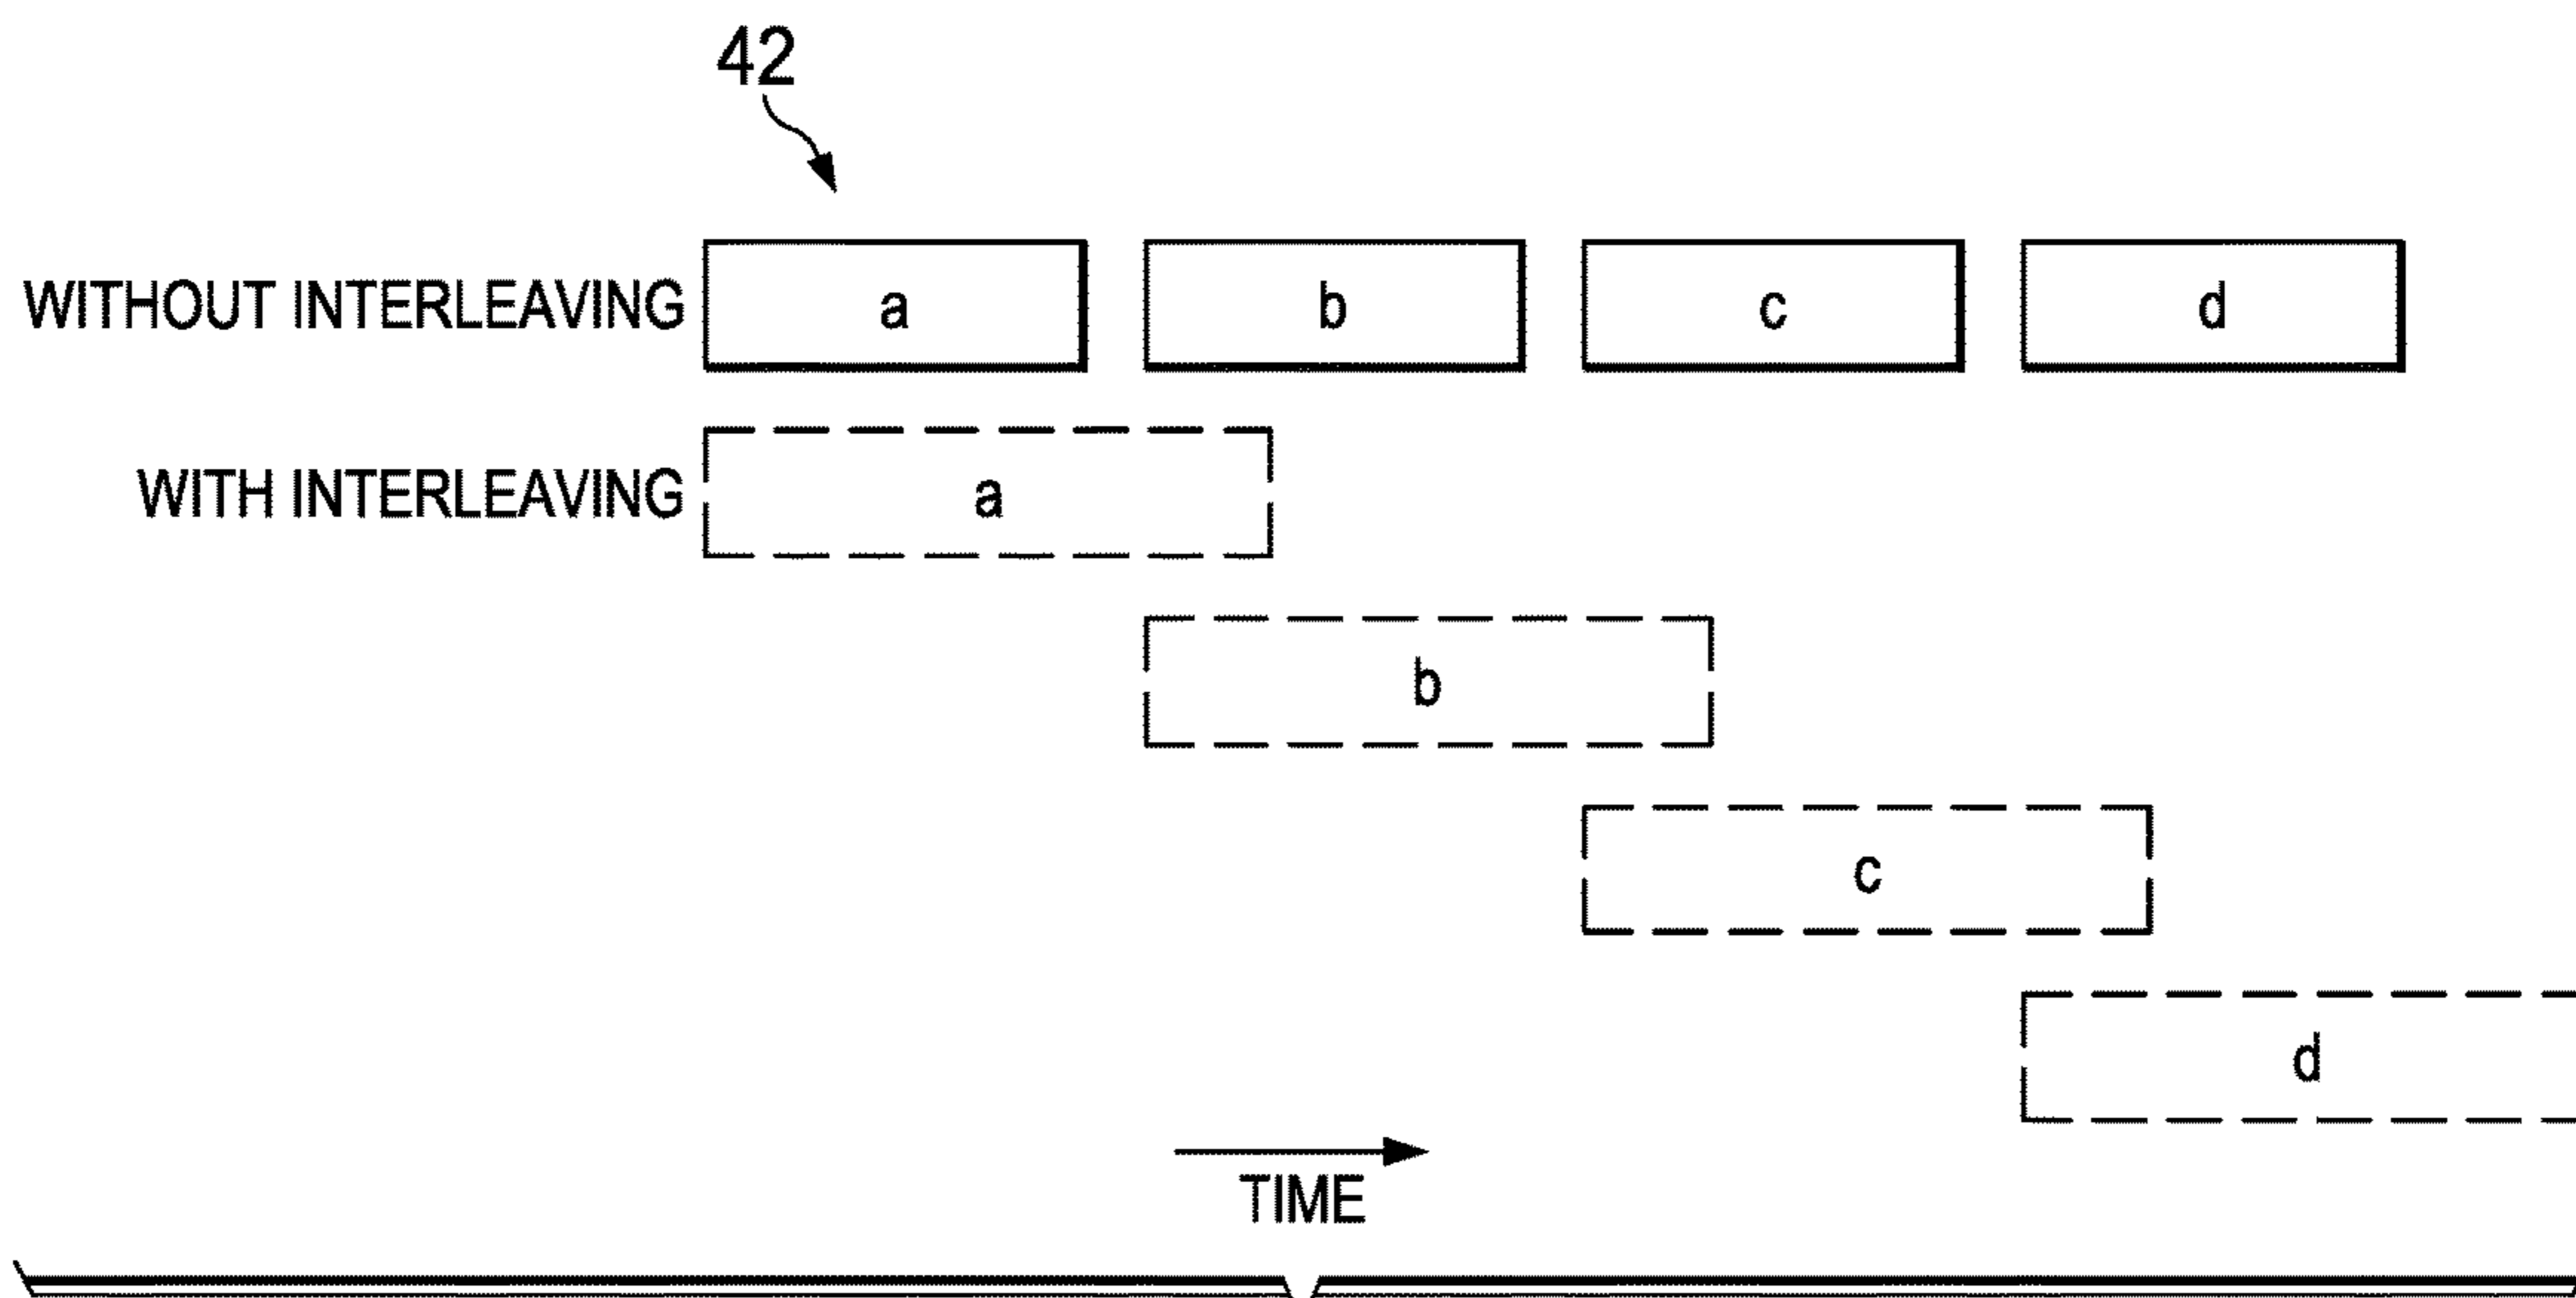 42
WITHOUT INTERLEAVING a b c d
WITH INTERLEAVING a
b
c
d
TIME